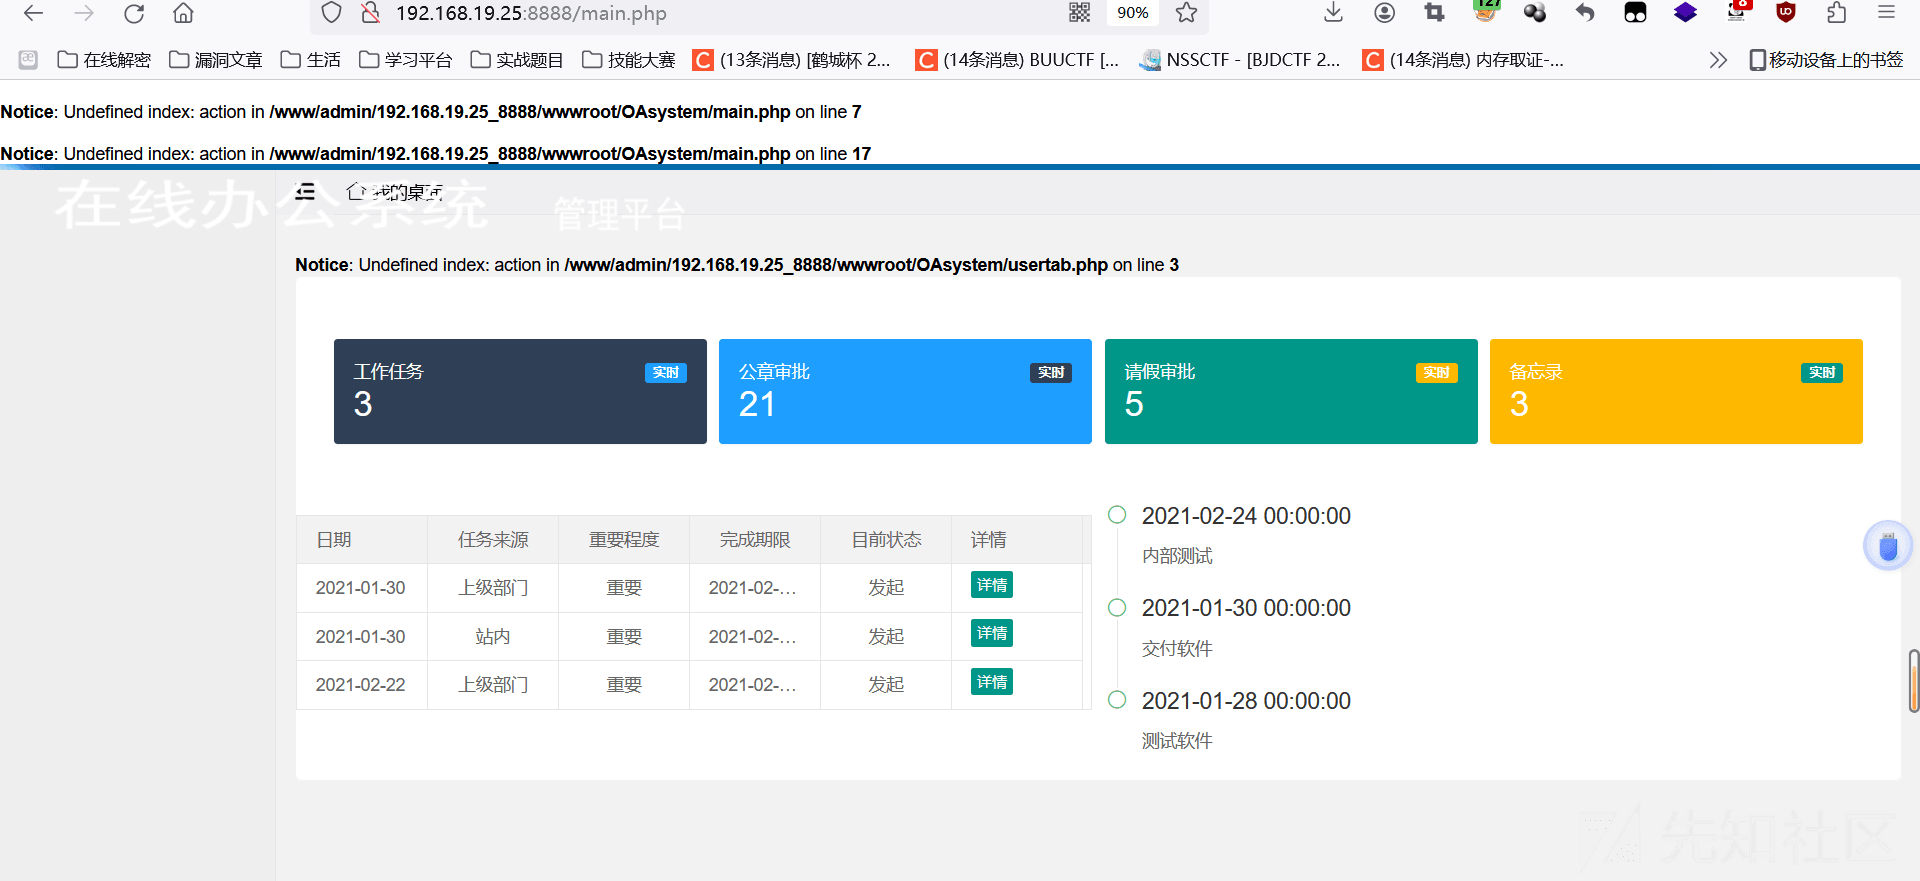 192.168.19.25:8888/main.php
90%
127
8
在线解密
漏洞文章
生活
学习平台
实战题目
技能大赛
(13条消息) [鹤城杯 2...
(14条消息) BUUCTF [...
NSSCTF - [BJDCTF 2...
(14条消息) 内存取证-...
移动设备上的书签
Notice: Undefined index: action in /www/admin/192.168.19.25_8888/wwwroot/OAsystem/main.php on line 7
Notice: Undefined index: action in /www/admin/192.168.19.25_8888/wwwroot/OAsystem/main.php on line 17
在线办公系统 管理平台
我的桌面
Notice: Undefined index: action in /www/admin/192.168.19.25_8888/wwwroot/OAsystem/usertab.php on line 3
工作任务 实时
3
公章审批 实时
21
请假审批 实时
5
备忘录 实时
3
日期 任务来源 重要程度 完成期限 目前状态 详情
2021-01-30 上级部门 重要 2021-02-... 发起 详情
2021-01-30 站内 重要 2021-02-... 发起 详情
2021-02-22 上级部门 重要 2021-02-... 发起 详情
2021-02-24 00:00:00
内部测试
2021-01-30 00:00:00
交付软件
2021-01-28 00:00:00
测试软件
先知社区